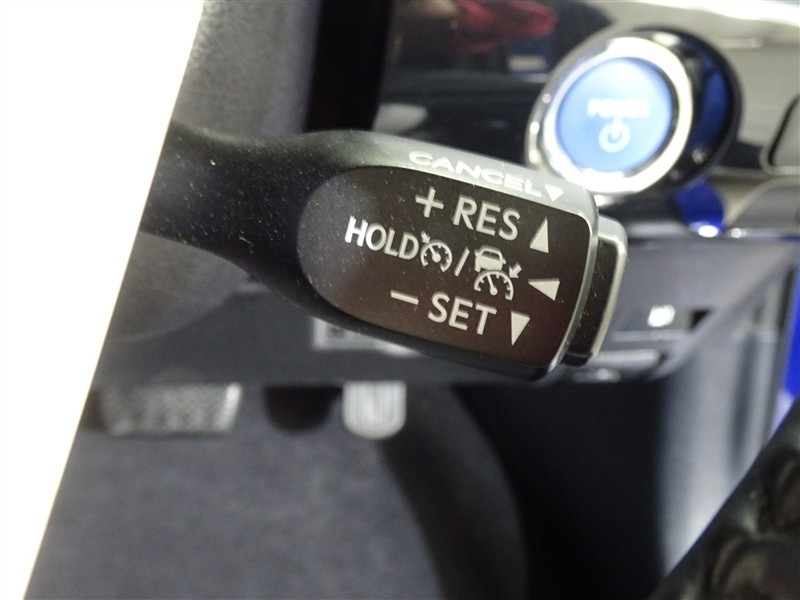 CANCEL
+ RES
HOLD /
− SET
POWER